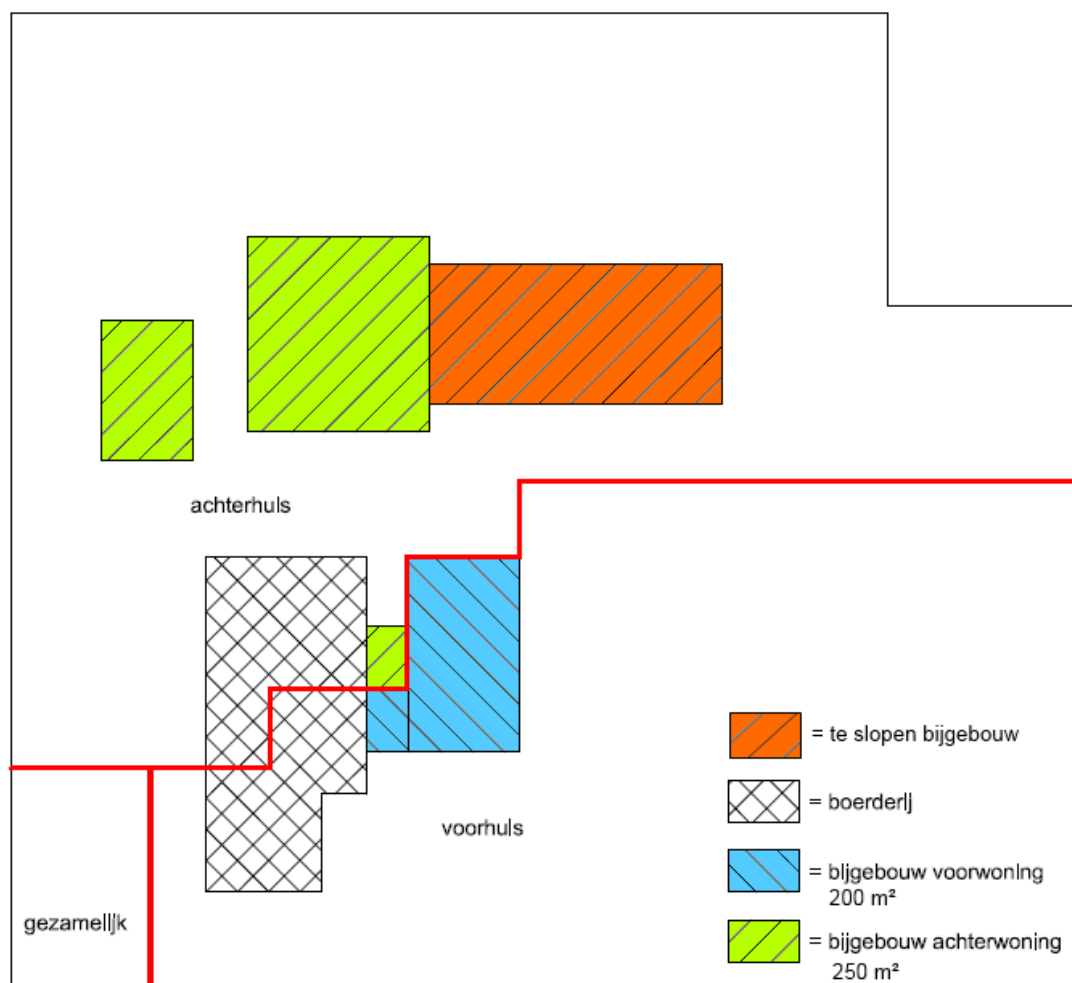 achterhuis
voorhuis
gezamelijk
= te slopen bijgebouw
= boerderij
= bijgebouw voorwoning
200 m²
= bijgebouw achterwoning
250 m²